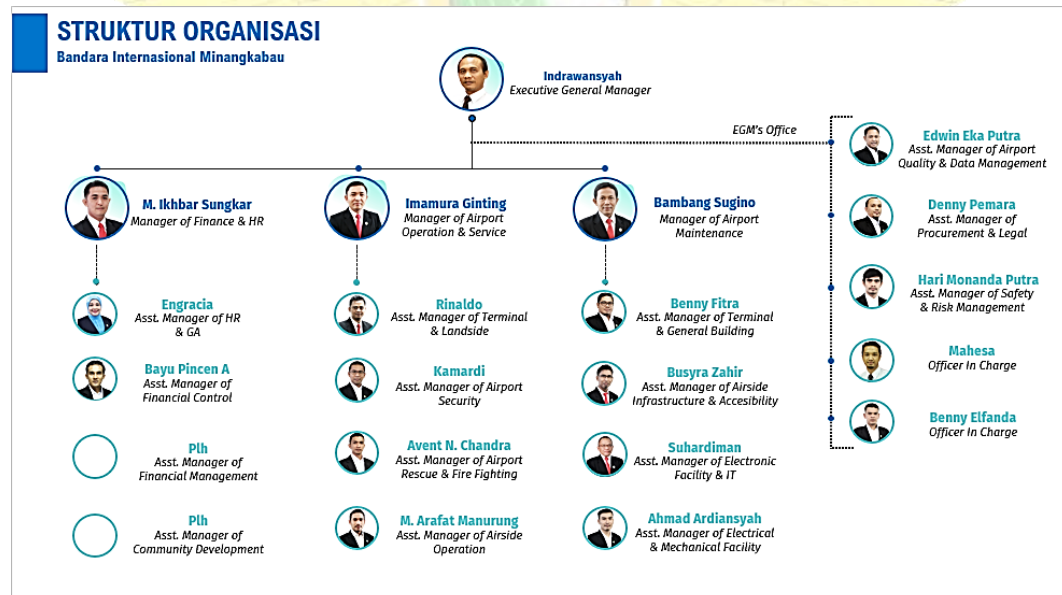 STRUKTUR ORGANISASI
Bandara Internasional Minangkabau
Indrawansyah
Executive General Manager
EGM's Office
M. Ikhbar Sungkar
Manager of Finance & HR
Engracia
Asst. Manager of HR
& GA
Bayu Pincen A
Asst. Manager of
Financial Control
Plh
Asst. Manager of
Financial Management
Plh
Asst. Manager of
Community Development
Imamura Ginting
Manager of Airport
Operation & Service
Rinaldo
Asst. Manager of Terminal
& Landside
Kamardi
Asst. Manager of Airport
Security
Avent N. Chandra
Asst. Manager of Airport
Rescue & Fire Fighting
M. Arafat Manurung
Asst. Manager of Airside
Operation
Bambang Sugino
Manager of Airport
Maintenance
Benny Fitra
Asst. Manager of Terminal
& General Building
Busyra Zahir
Asst. Manager of Airside
Infrastructure & Accesibility
Suhardiman
Asst. Manager of Electronic
Facility & IT
Ahmad Ardiansyah
Asst. Manager of Electrical
& Mechanical Facility
Edwin Eka Putra
Asst. Manager of Airport
Quality & Data Management
Denny Pemara
Asst. Manager of
Procurement & Legal
Hari Monanda Putra
Asst. Manager of Safety
& Risk Management
Mahesa
Officer In Charge
Benny Elfanda
Officer In Charge